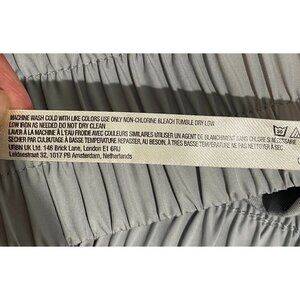 MACHINE WASH COLD WITH LIKE COLORS USE ONLY NON-CHLORINE BLEACH TUMBLE DRY LOW
LOW IRON AS NEEDED DO NOT DRY CLEAN
LAVER À LA MACHINE À L'EAU FROIDE AVEC COULEURS SIMILAIRES UTILISER UN AGENT DE BLANCHIMENT SANS CHLORE SI NÉCESSAIRE
SÉCHER PAR CULBUTAGE À BASSE TEMPÉRATURE REPASSER, AU BESOIN, À TRÈS BASSE TEMPÉRATURE NE PAS NETTOYER À SEC
URBN UK Ltd. 146 Brick Lane, London E1 6RU
Leidsestraat 32, 1017 PB Amsterdam, Netherlands